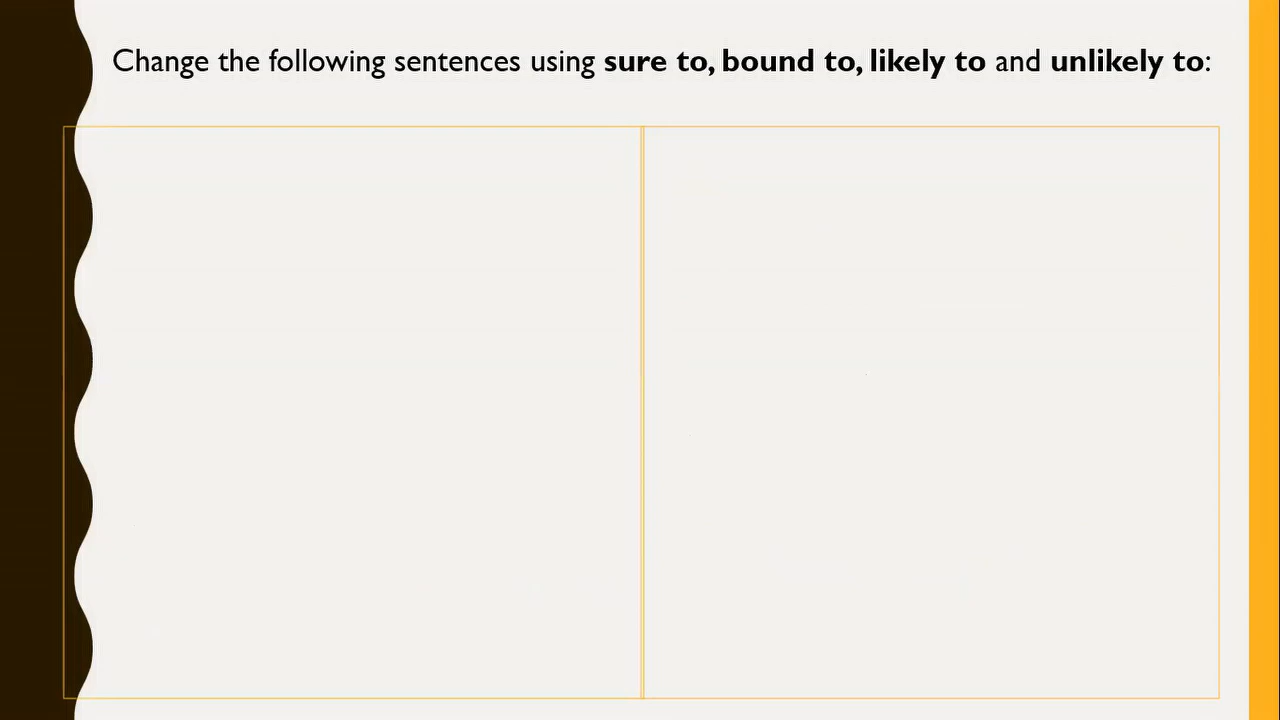 Change the following sentences using sure to, bound to, likely to and unlikely to: